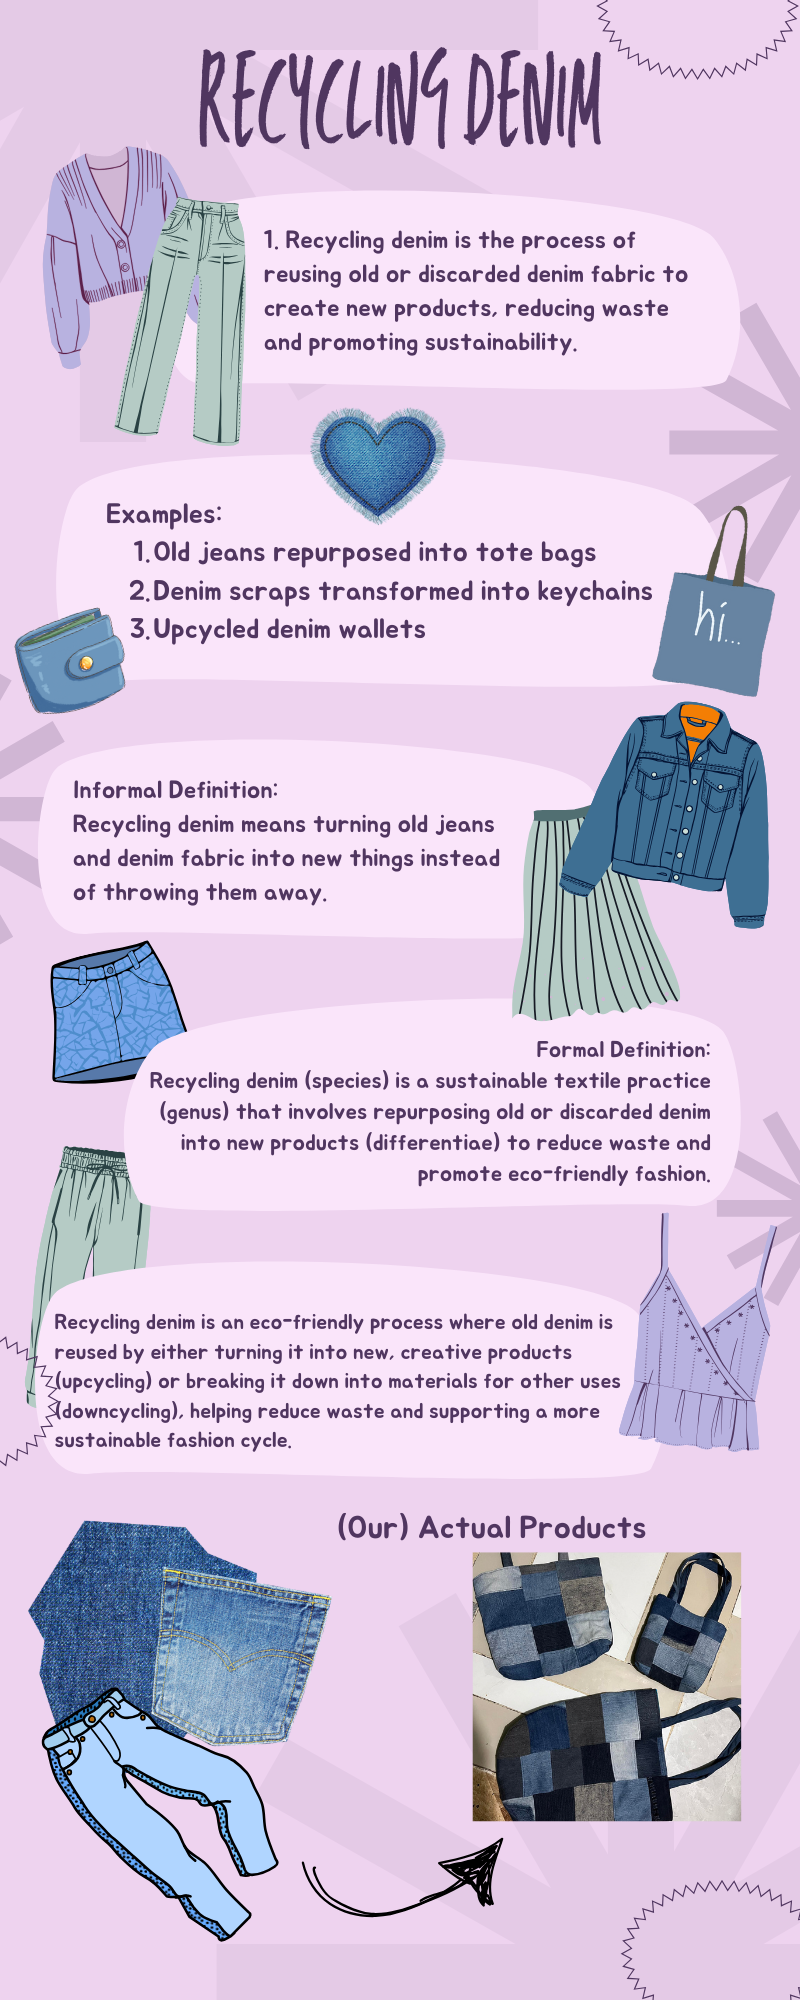 RECYCLING DENIM
1. Recycling denim is the process of
reusing old or discarded denim fabric to
create new products, reducing waste
and promoting sustainability.
Examples:
1. Old jeans repurposed into tote bags
2. Denim scraps transformed into keychains
3. Upcycled denim wallets
hi...
Informal Definition:
Recycling denim means turning old jeans
and denim fabric into new things instead
of throwing them away.
Formal Definition:
Recycling denim (species) is a sustainable textile practice
(genus) that involves repurposing old or discarded denim
into new products (differentiae) to reduce waste and
promote eco-friendly fashion.
Recycling denim is an eco-friendly process where old denim is
reused by either turning it into new, creative products
(upcycling) or breaking it down into materials for other uses
(downcycling), helping reduce waste and supporting a more
sustainable fashion cycle.
(Our) Actual Products